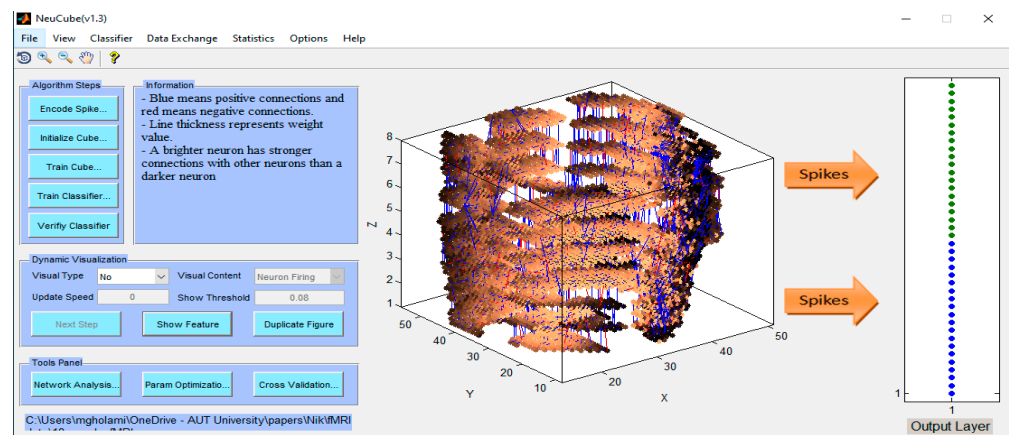 NeuCube(v1.3)
File View Classifier Data Exchange Statistics Options Help
Algorithm Steps
Encode Spike...
Initialize Cube...
Train Cube...
Train Classifier...
Verifiy Classifier
Information
- Blue means positive connections and
red means negative connections.
- Line thickness represents weight
value.
- A brighter neuron has stronger
connections with other neurons than a
darker neuron
Dynamic Visualization
Visual Type No Visual Content Neuron Firing
Update Speed 0 Show Threshold 0.08
Next Step Show Feature Duplicate Figure
Tools Panel
Network Analysis... Param Optimizatio... Cross Validation...
C:\Users\mgholami\OneDrive - AUT University\papers\Nik\fMRI
8
7
6
5
4
3
2
1
Z
50
40
30
20
10
Y
20
30
40
50
X
Spikes
Spikes
1
1
Output Layer